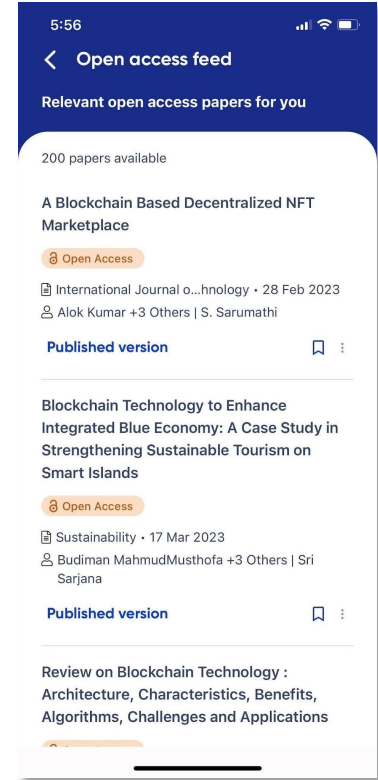 5:56
Open access feed
Relevant open access papers for you
200 papers available
A Blockchain Based Decentralized NFT
Marketplace
Open Access
International Journal o...hnology • 28 Feb 2023
Alok Kumar +3 Others | S. Sarumathi
Published version
Blockchain Technology to Enhance
Integrated Blue Economy: A Case Study in
Strengthening Sustainable Tourism on
Smart Islands
Open Access
Sustainability • 17 Mar 2023
Budiman MahmudMusthofa +3 Others | Sri
Sarjana
Published version
Review on Blockchain Technology :
Architecture, Characteristics, Benefits,
Algorithms, Challenges and Applications